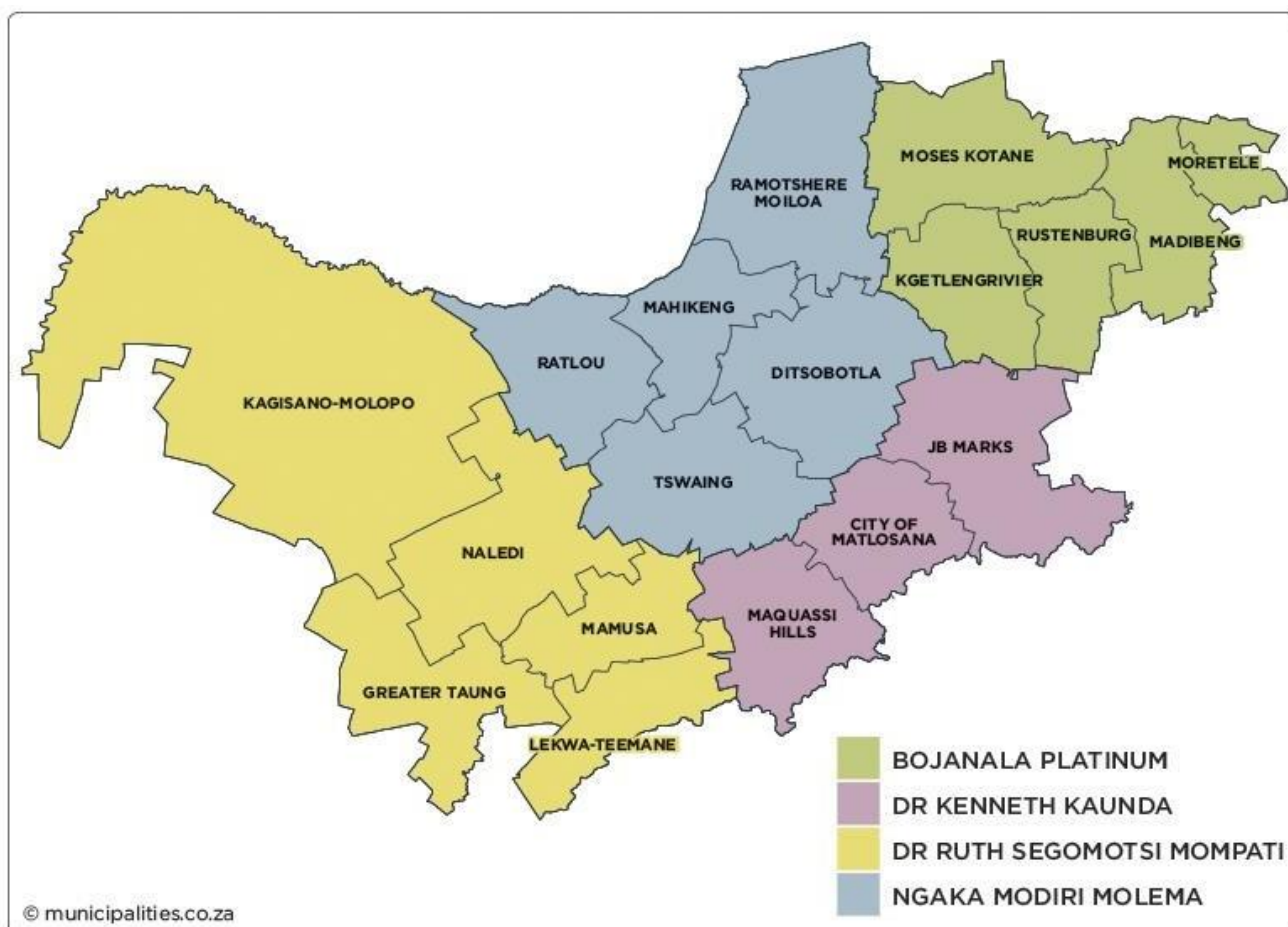 MOSES KOTANE
MORETELE
RAMOTSHERE
MOILOA
RUSTENBURG
MADIBENG
KGETLENGRIVIER
MAHIKENG
RATLOU
DITSOBOTLA
KAGISANO-MOLOPO
JB MARKS
TSWAING
CITY OF
MATLOSANA
NALEDI
MAQUASSI
HILLS
MAMUSA
GREATER TAUNG
LEKWA-TEEMANE
BOJANALA PLATINUM
DR KENNETH KAUNDA
DR RUTH SEGOMOTSI MOMPATI
NGAKA MODIRI MOLEMA
© municipalities.co.za